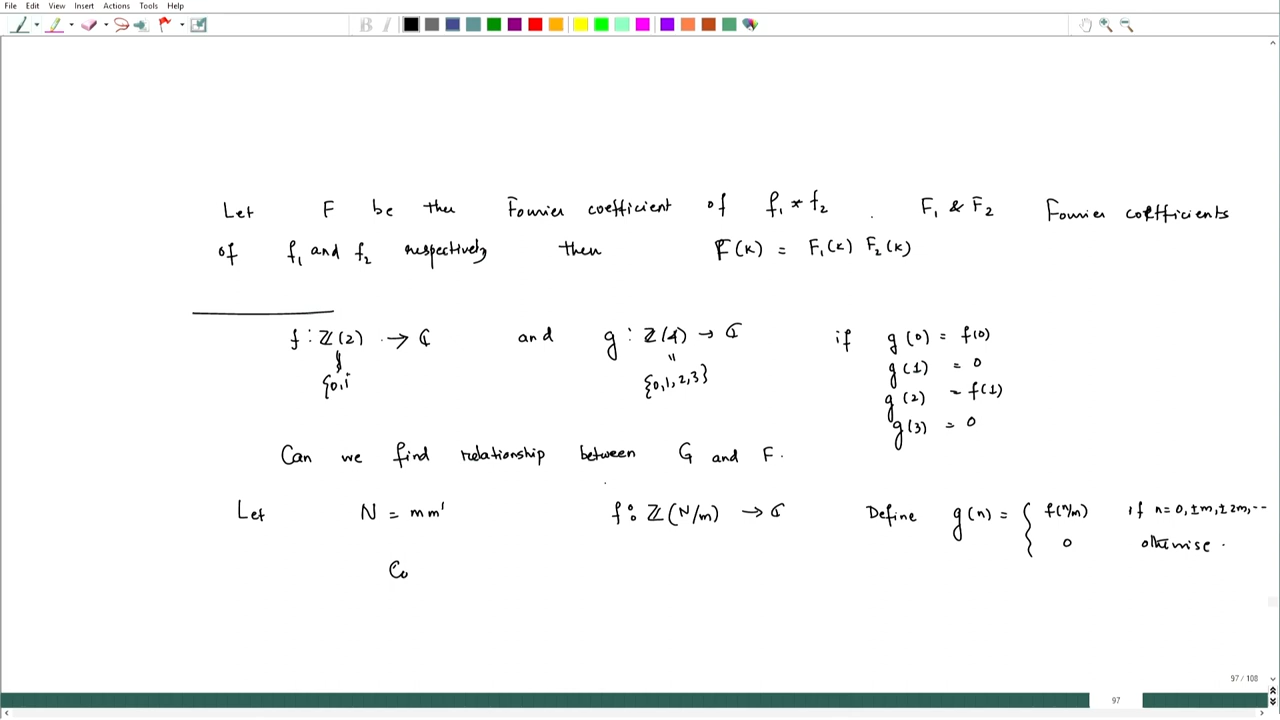 File Edit View Insert Actions Tools Help
Let F be the Fourier coefficient of f₁ * f₂ . F₁ & F₂ Fourier coefficients
of f₁ and f₂ respectively then F(k) = F₁(k) F₂(k)
f : ℤ(2) → ℂ and g : ℤ(4) → ℂ if g(0) = f(0)
g(1) = 0
{0,1 {0,1,2,3} g(2) = f(1)
g(3) = 0
Can we find relationship between G and F.
Let N = mm' f : ℤ(N/m) → ℂ Define g(n) = { f(n/m) if n=0,±m,±2m,--
0 otherwise .
Co
97 / 108
97